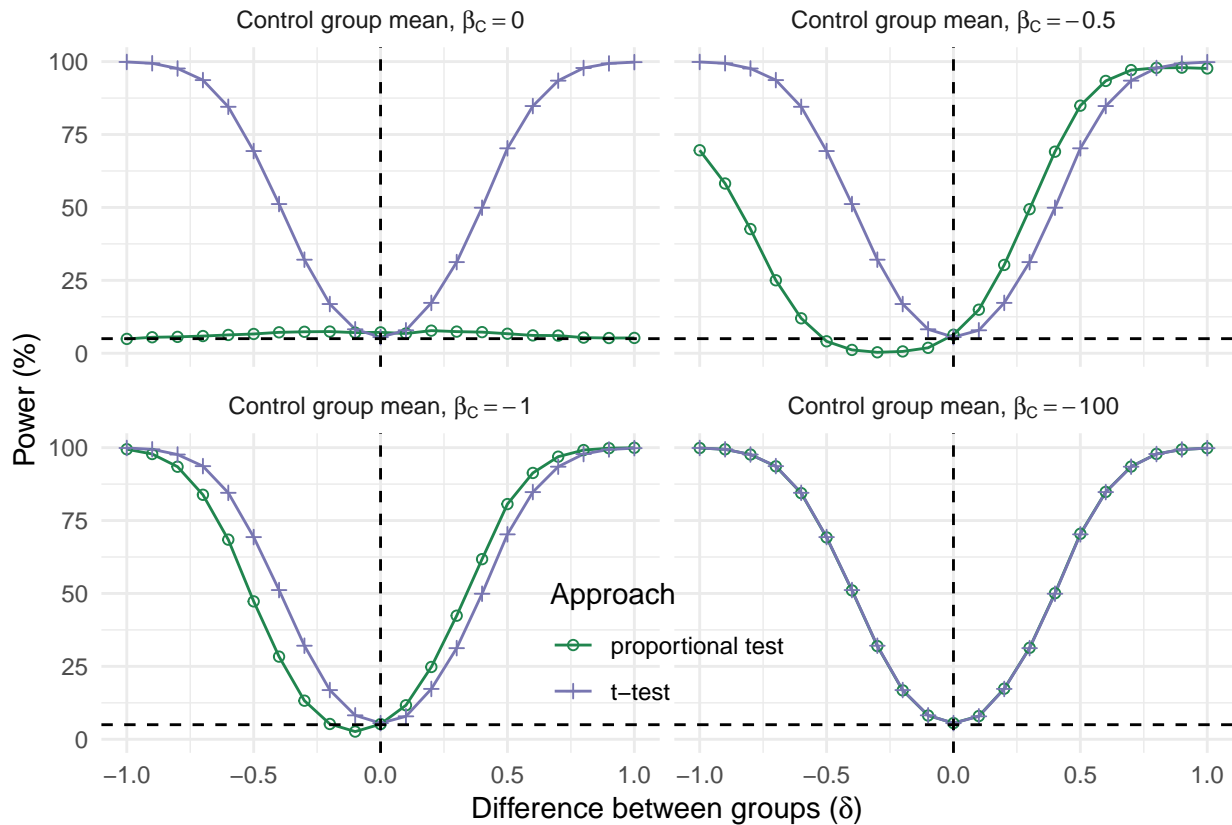 Control group mean, βC = 0
Control group mean, βC = −0.5
100
75
50
25
0
Control group mean, βC = −1
Control group mean, βC = −100
100
75
50
25
0
Power (%)
Approach
proportional test
t−test
−1.0 −0.5 0.0 0.5 1.0
−1.0 −0.5 0.0 0.5 1.0
Difference between groups (δ)